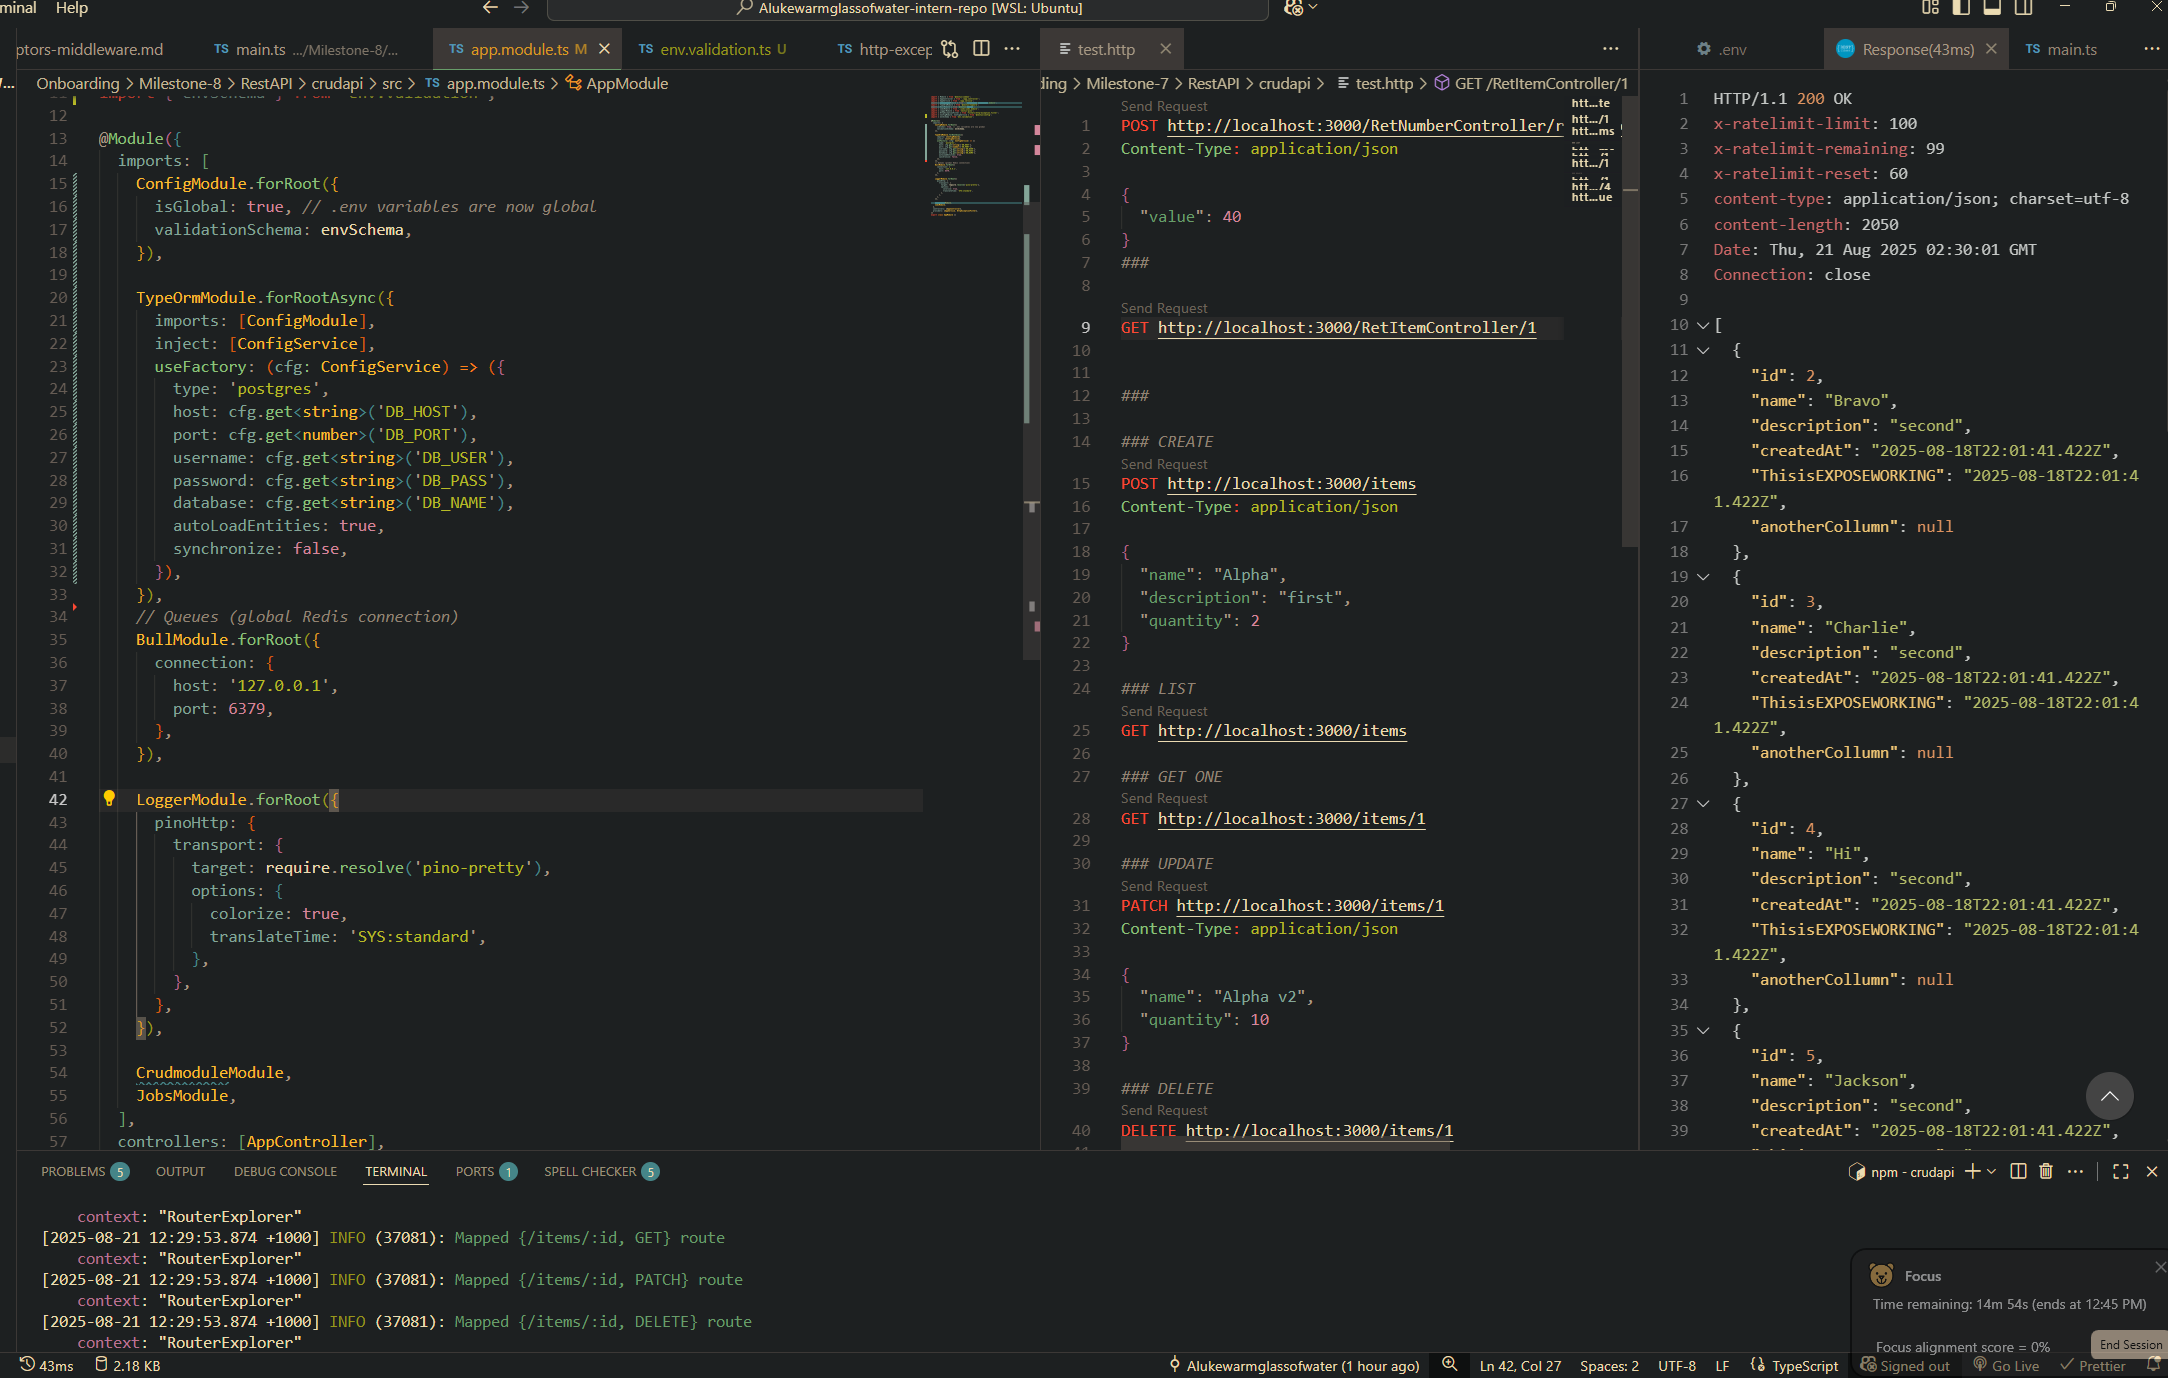 minal Help
Alukewarmglassofwater-intern-repo [WSL: Ubuntu]
ptors-middleware.md
TS main.ts .../Milestone-8/...
TS app.module.ts M
TS env.validation.ts U
TS http-excep
test.http
.env
Response(43ms)
TS main.ts
Onboarding > Milestone-8 > RestAPI > crudapi > src > TS app.module.ts > AppModule
12
13 @Module({
14 imports: [
15 ConfigModule.forRoot({
16 isGlobal: true, // .env variables are now global
17 validationSchema: envSchema,
18 }),
19
20 TypeOrmModule.forRootAsync({
21 imports: [ConfigModule],
22 inject: [ConfigService],
23 useFactory: (cfg: ConfigService) => ({
24 type: 'postgres',
25 host: cfg.get<string>('DB_HOST'),
26 port: cfg.get<number>('DB_PORT'),
27 username: cfg.get<string>('DB_USER'),
28 password: cfg.get<string>('DB_PASS'),
29 database: cfg.get<string>('DB_NAME'),
30 autoLoadEntities: true,
31 synchronize: false,
32 }),
33 }),
34 // Queues (global Redis connection)
35 BullModule.forRoot({
36 connection: {
37 host: '127.0.0.1',
38 port: 6379,
39 },
40 }),
41
42 LoggerModule.forRoot({
43 pinoHttp: {
44 transport: {
45 target: require.resolve('pino-pretty'),
46 options: {
47 colorize: true,
48 translateTime: 'SYS:standard',
49 },
50 },
51 },
52 }),
53
54 CrudmoduleModule,
55 JobsModule,
56 ],
57 controllers: [AppController],
ding > Milestone-7 > RestAPI > crudapi > test.http > GET /RetItemController/1
Send Request
1 POST http://localhost:3000/RetNumberController/r
2 Content-Type: application/json
3
4 {
5 "value": 40
6 }
7 ###
8
Send Request
9 GET http://localhost:3000/RetItemController/1
10
11
12 ###
13
14 ### CREATE
Send Request
15 POST http://localhost:3000/items
16 Content-Type: application/json
17
18 {
19 "name": "Alpha",
20 "description": "first",
21 "quantity": 2
22 }
23
24 ### LIST
Send Request
25 GET http://localhost:3000/items
26
27 ### GET ONE
Send Request
28 GET http://localhost:3000/items/1
29
30 ### UPDATE
Send Request
31 PATCH http://localhost:3000/items/1
32 Content-Type: application/json
33
34 {
35 "name": "Alpha v2",
36 "quantity": 10
37 }
38
39 ### DELETE
Send Request
40 DELETE http://localhost:3000/items/1
htt...te
htt.../1
htt...ms
htt.../1
htt.../4
htt...ue
1 HTTP/1.1 200 OK
2 x-ratelimit-limit: 100
3 x-ratelimit-remaining: 99
4 x-ratelimit-reset: 60
5 content-type: application/json; charset=utf-8
6 content-length: 2050
7 Date: Thu, 21 Aug 2025 02:30:01 GMT
8 Connection: close
9
10 [
11 {
12 "id": 2,
13 "name": "Bravo",
14 "description": "second",
15 "createdAt": "2025-08-18T22:01:41.422Z",
16 "ThisisEXPOSEWORKING": "2025-08-18T22:01:4
1.422Z",
17 "anotherCollumn": null
18 },
19 {
20 "id": 3,
21 "name": "Charlie",
22 "description": "second",
23 "createdAt": "2025-08-18T22:01:41.422Z",
24 "ThisisEXPOSEWORKING": "2025-08-18T22:01:4
1.422Z",
25 "anotherCollumn": null
26 },
27 {
28 "id": 4,
29 "name": "Hi",
30 "description": "second",
31 "createdAt": "2025-08-18T22:01:41.422Z",
32 "ThisisEXPOSEWORKING": "2025-08-18T22:01:4
1.422Z",
33 "anotherCollumn": null
34 },
35 {
36 "id": 5,
37 "name": "Jackson",
38 "description": "second",
39 "createdAt": "2025-08-18T22:01:41.422Z",
PROBLEMS 5 OUTPUT DEBUG CONSOLE TERMINAL PORTS 1 SPELL CHECKER 5
npm - crudapi
context: "RouterExplorer"
[2025-08-21 12:29:53.874 +1000] INFO (37081): Mapped {/items/:id, GET} route
context: "RouterExplorer"
[2025-08-21 12:29:53.874 +1000] INFO (37081): Mapped {/items/:id, PATCH} route
context: "RouterExplorer"
[2025-08-21 12:29:53.874 +1000] INFO (37081): Mapped {/items/:id, DELETE} route
context: "RouterExplorer"
Focus
Time remaining: 14m 54s (ends at 12:45 PM)
Focus alignment score = 0%
End Session
43ms 2.18 KB
Alukewarmglassofwater (1 hour ago) Ln 42, Col 27 Spaces: 2 UTF-8 LF TypeScript Signed out Go Live Prettier